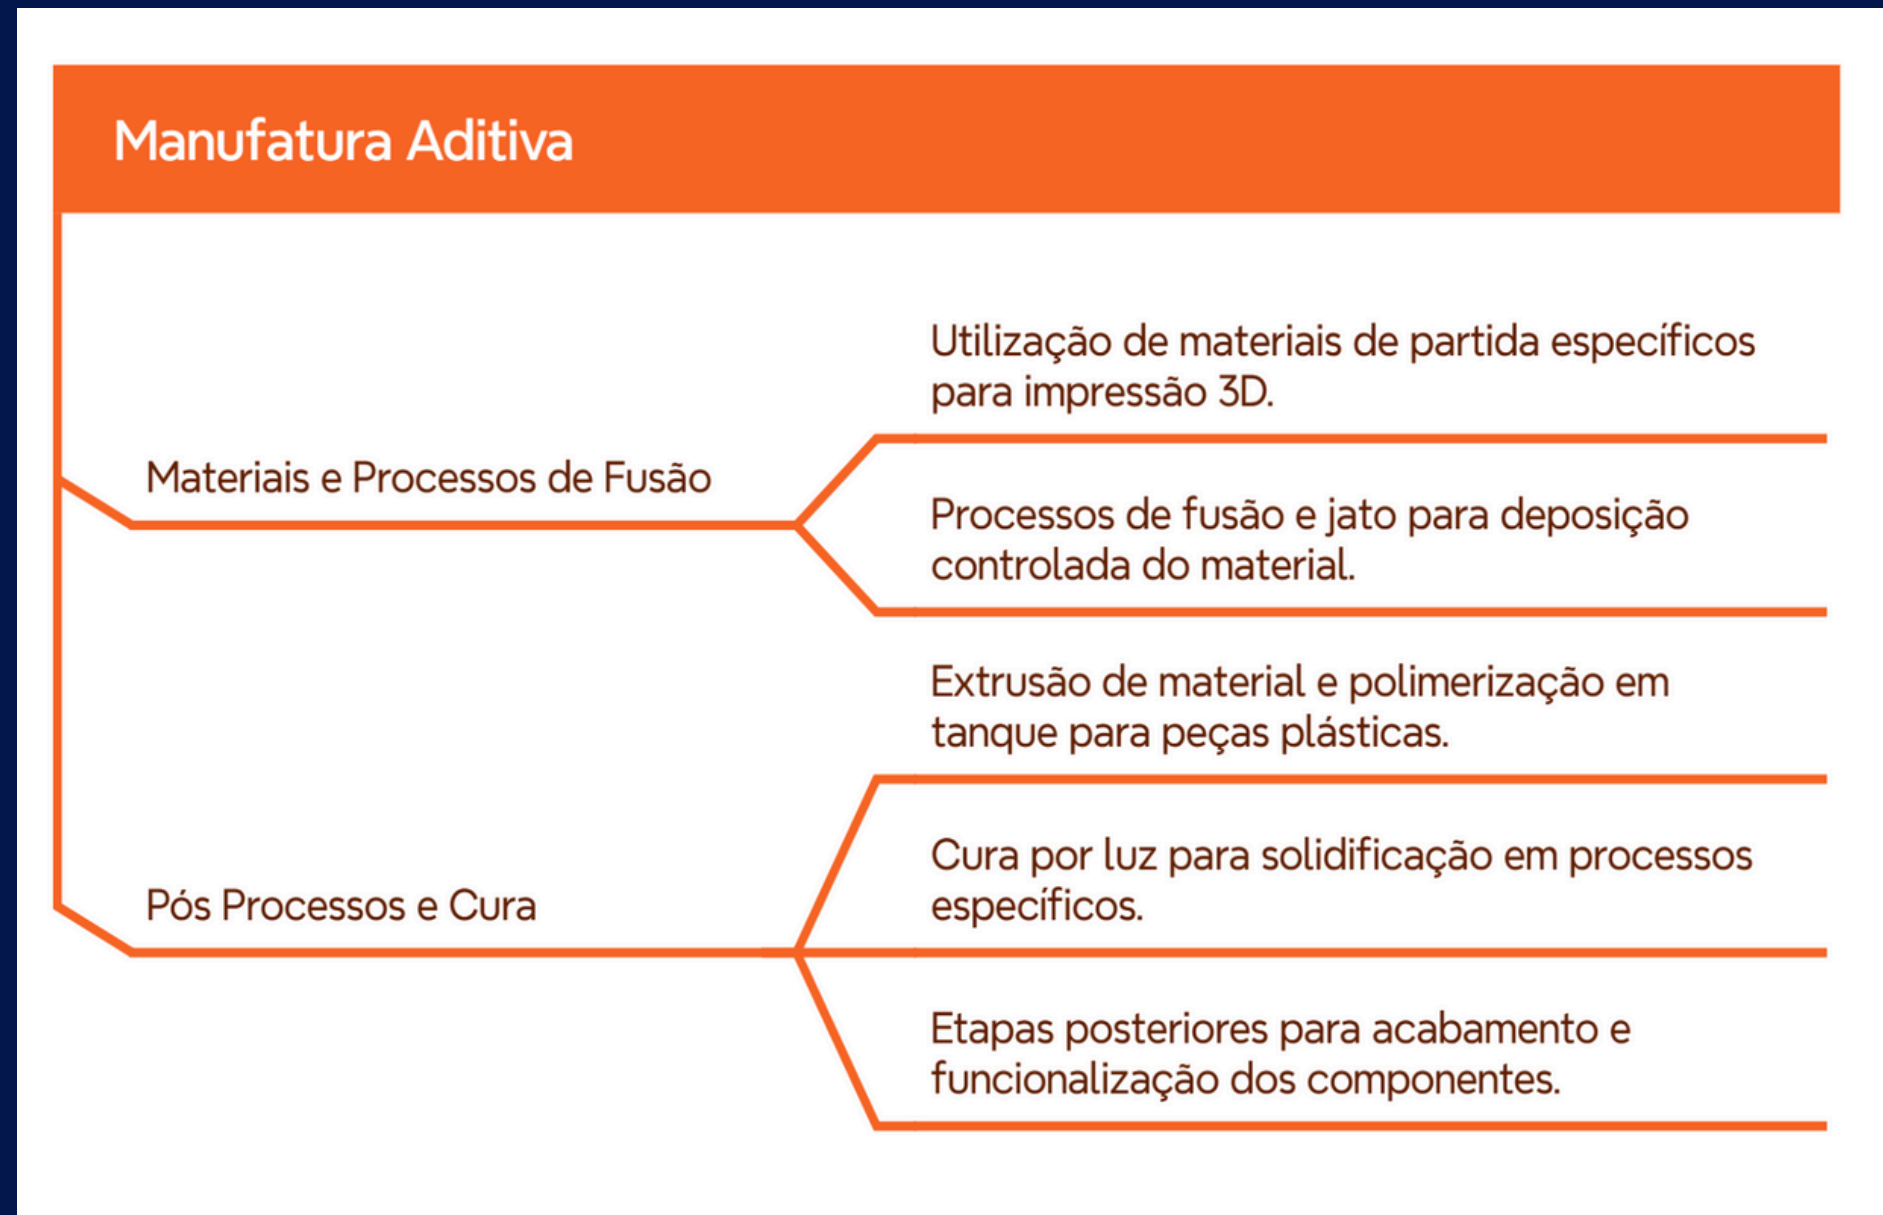 Manufatura Aditiva
Materiais e Processos de Fusão
Utilização de materiais de partida específicos
para impressão 3D.
Processos de fusão e jato para deposição
controlada do material.
Pós Processos e Cura
Extrusão de material e polimerização em
tanque para peças plásticas.
Cura por luz para solidificação em processos
específicos.
Etapas posteriores para acabamento e
funcionalização dos componentes.